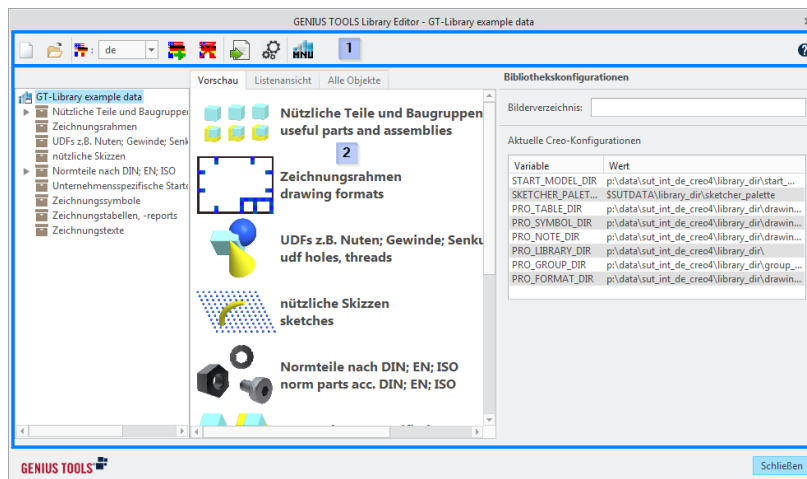 GENIUS TOOLS Library Editor - GT-Library example data
de
MNU
1
?
GT-Library example data
Nützliche Teile und Baugruppen
Zeichnungsrahmen
UDFs z.B. Nuten; Gewinde; Senk
nützliche Skizzen
Normteile nach DIN; EN; ISO
Unternehmensspezifische Start
Zeichnungssymbole
Zeichnungstabellen, -reports
Zeichnungstexte
Vorschau
Listenansicht
Alle Objekte
Nützliche Teile und Baugruppen
useful parts and assemblies
2
Zeichnungsrahmen
drawing formats
UDFs z.B. Nuten; Gewinde; Senku
udf holes, threads
nützliche Skizzen
sketches
Normteile nach DIN; EN; ISO
norm parts acc. DIN; EN; ISO
Bibliothekskonfigurationen
Bilderverzeichnis:
Aktuelle Creo-Konfigurationen
Variable Wert
START_MODEL_DIR p:\data\sut_int_de_creo4\library_dir\start_...
SKETCHER_PALET... $SUTDATA\library_dir\sketcher_palette
PRO_TABLE_DIR p:\data\sut_int_de_creo4\library_dir\drawin...
PRO_SYMBOL_DIR p:\data\sut_int_de_creo4\library_dir\drawin...
PRO_NOTE_DIR p:\data\sut_int_de_creo4\library_dir\drawin...
PRO_LIBRARY_DIR p:\data\sut_int_de_creo4\library_dir\
PRO_GROUP_DIR p:\data\sut_int_de_creo4\library_dir\group_...
PRO_FORMAT_DIR p:\data\sut_int_de_creo4\library_dir\drawin...
GENIUS TOOLS
Schließen